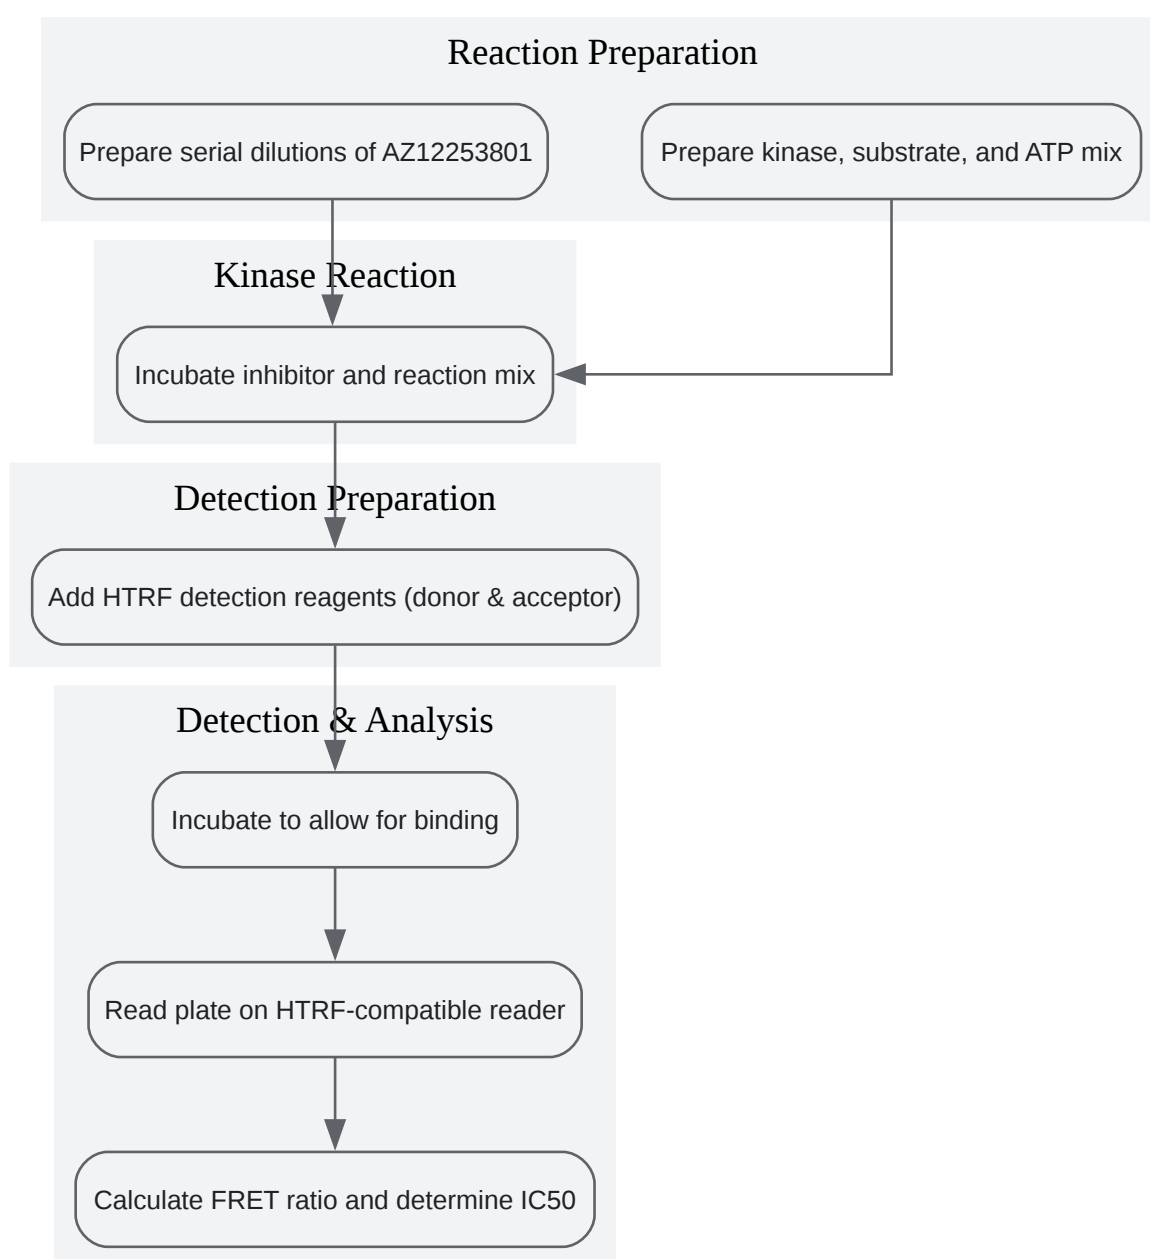 Reaction Preparation
Prepare serial dilutions of AZ12253801
Prepare kinase, substrate, and ATP mix
Kinase Reaction
Incubate inhibitor and reaction mix
Detection Preparation
Add HTRF detection reagents (donor & acceptor)
Detection & Analysis
Incubate to allow for binding
Read plate on HTRF-compatible reader
Calculate FRET ratio and determine IC50